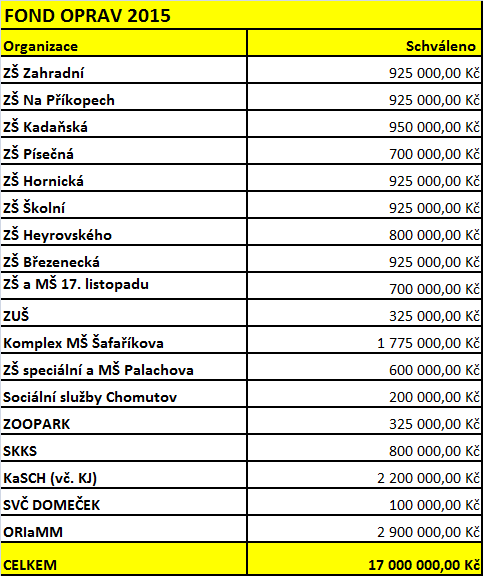 FOND OPRAV 2015
Organizace Schváleno
ZŠ Zahradní 925 000,00 Kč
ZŠ Na Příkopech 925 000,00 Kč
ZŠ Kadaňská 950 000,00 Kč
ZŠ Písečná 700 000,00 Kč
ZŠ Hornická 925 000,00 Kč
ZŠ Školní 925 000,00 Kč
ZŠ Heyrovského 800 000,00 Kč
ZŠ Březenecká 925 000,00 Kč
ZŠ a MŠ 17. listopadu 700 000,00 Kč
ZUŠ 325 000,00 Kč
Komplex MŠ Šafaříkova 1 775 000,00 Kč
ZŠ speciální a MŠ Palachova 600 000,00 Kč
Sociální služby Chomutov 200 000,00 Kč
ZOOPARK 325 000,00 Kč
SKKS 800 000,00 Kč
KaSCH (vč. KJ) 2 200 000,00 Kč
SVČ DOMEČEK 100 000,00 Kč
ORIaMM 2 900 000,00 Kč
CELKEM 17 000 000,00 Kč